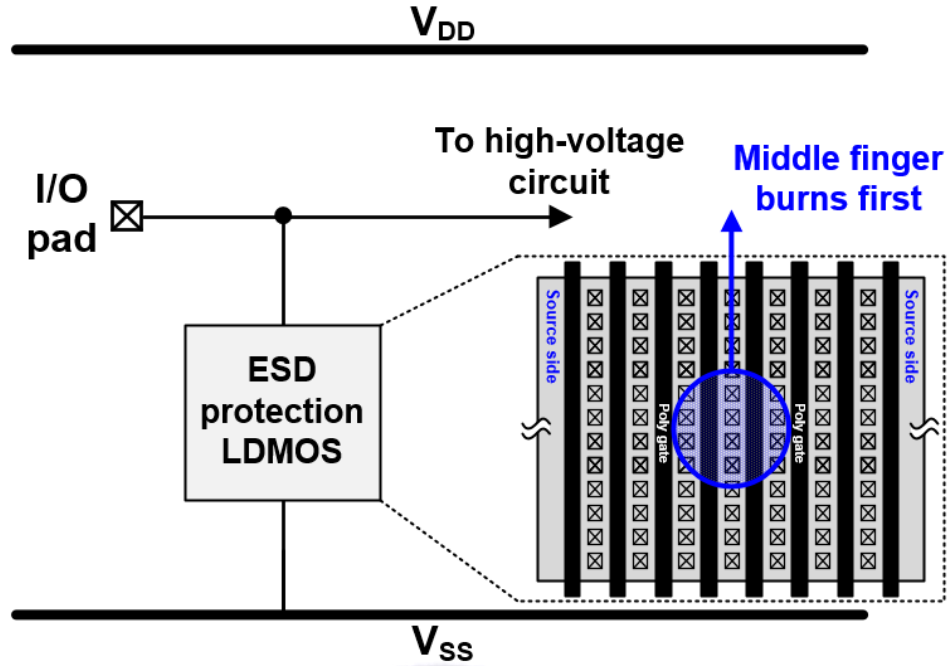 VDD
To high-voltage
circuit
Middle finger
burns first
I/O
pad
Source side
Source side
ESD
protection
LDMOS
Poly gate
Poly gate
VSS